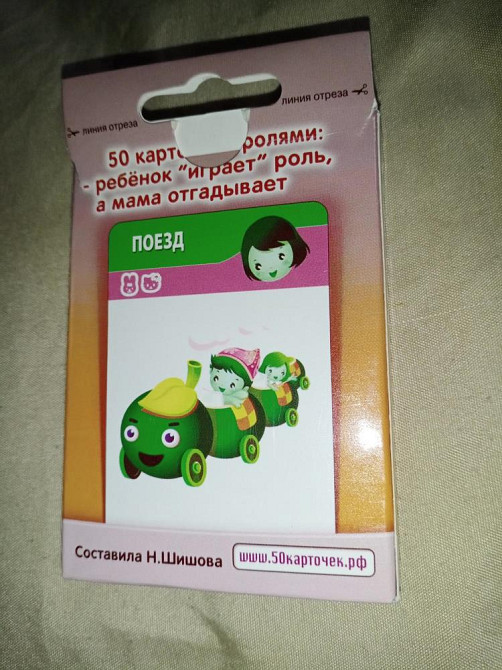 линия отреза
линия отреза
50 карто ролями:
- ребёнок "играет" роль,
а мама отгадывает
ПОЕЗД
Составила Н.Шишова
www.50карточек.рф